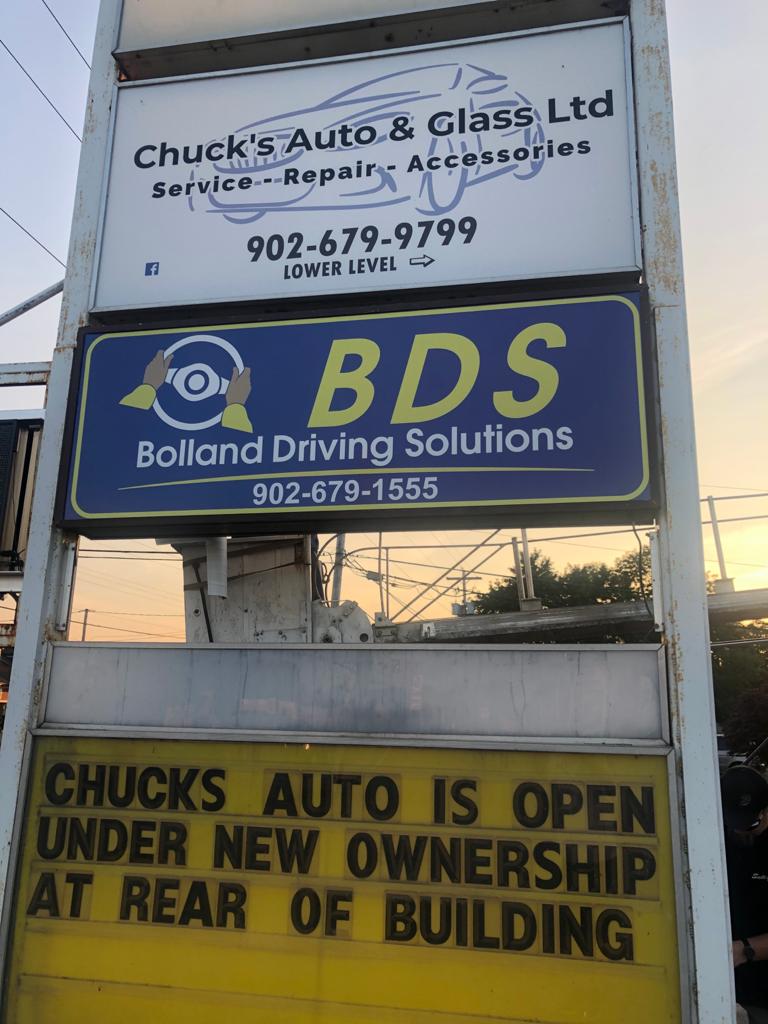 Chuck's Auto & Glass Ltd
Service - Repair - Accessories
902-679-9799
LOWER LEVEL
BDS
Bolland Driving Solutions
902-679-1555
CHUCKS AUTO IS OPEN
UNDER NEW OWNERSHIP
AT REAR OF BUILDING